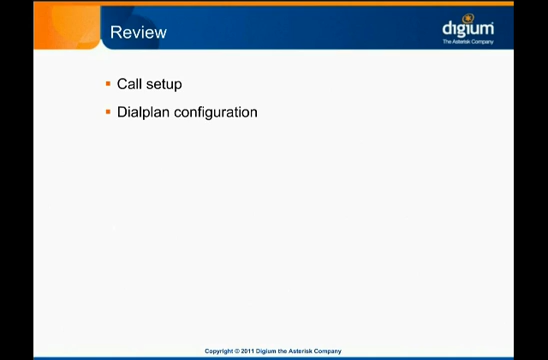 Review
digium
The Asterisk Company
Call setup
Dialplan configuration
Copyright © 2011 Digium the Asterisk Company